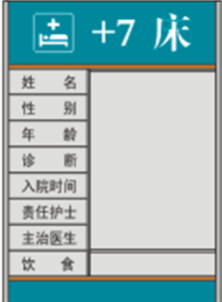 +7 床
姓 名
性 别
年 龄
诊 断
入院时间
责任护士
主治医生
饮 食